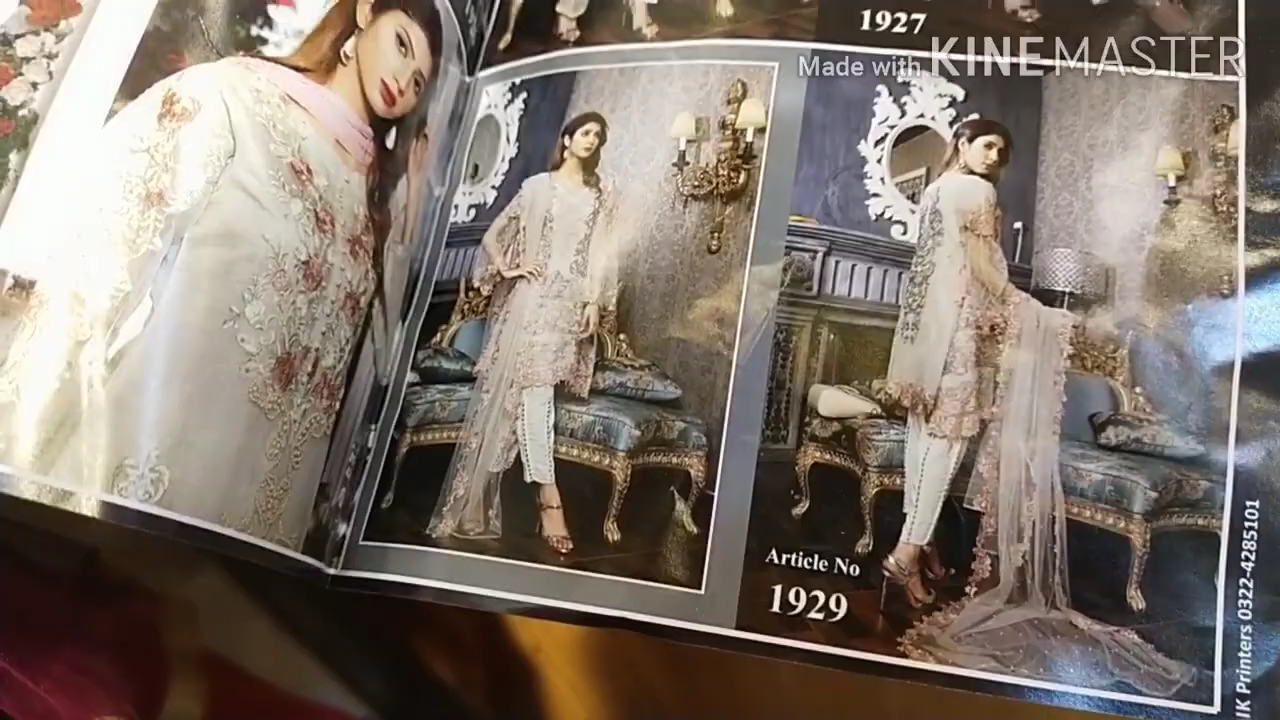 1927
Made with KINEMASTER
Article No
1929
IK Printers 0322-4285101